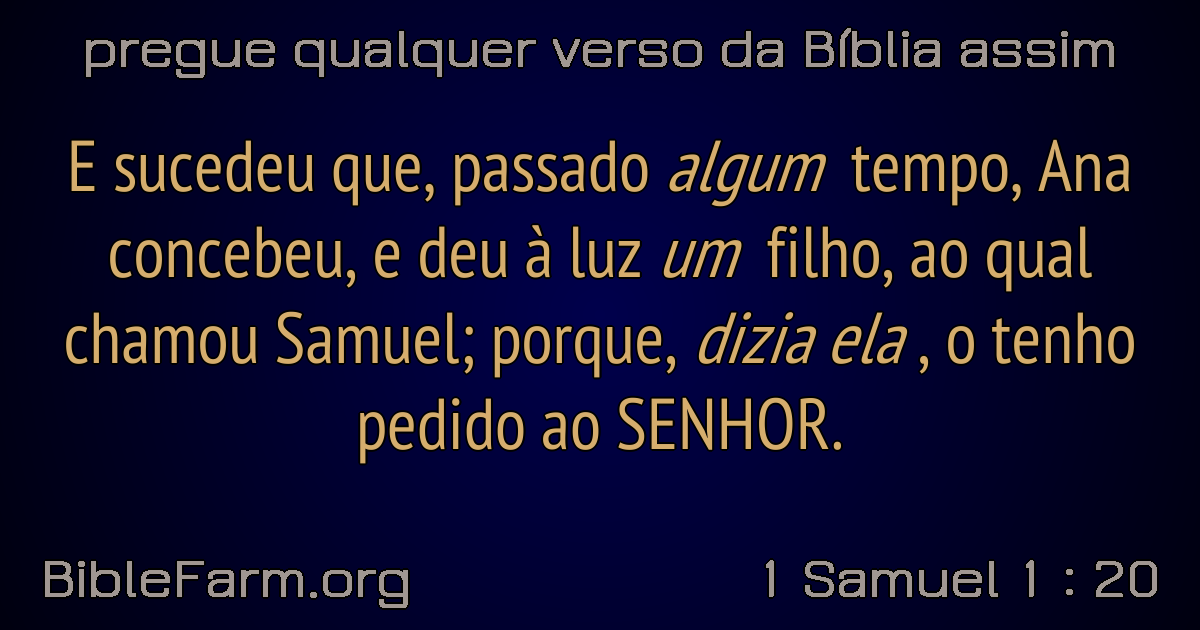 pregue qualquer verso da Bíblia assim
E sucedeu que, passado algum tempo, Ana
concebeu, e deu à luz um filho, ao qual
chamou Samuel; porque, dizia ela , o tenho
pedido ao SENHOR.
BibleFarm.org
1 Samuel 1 : 20